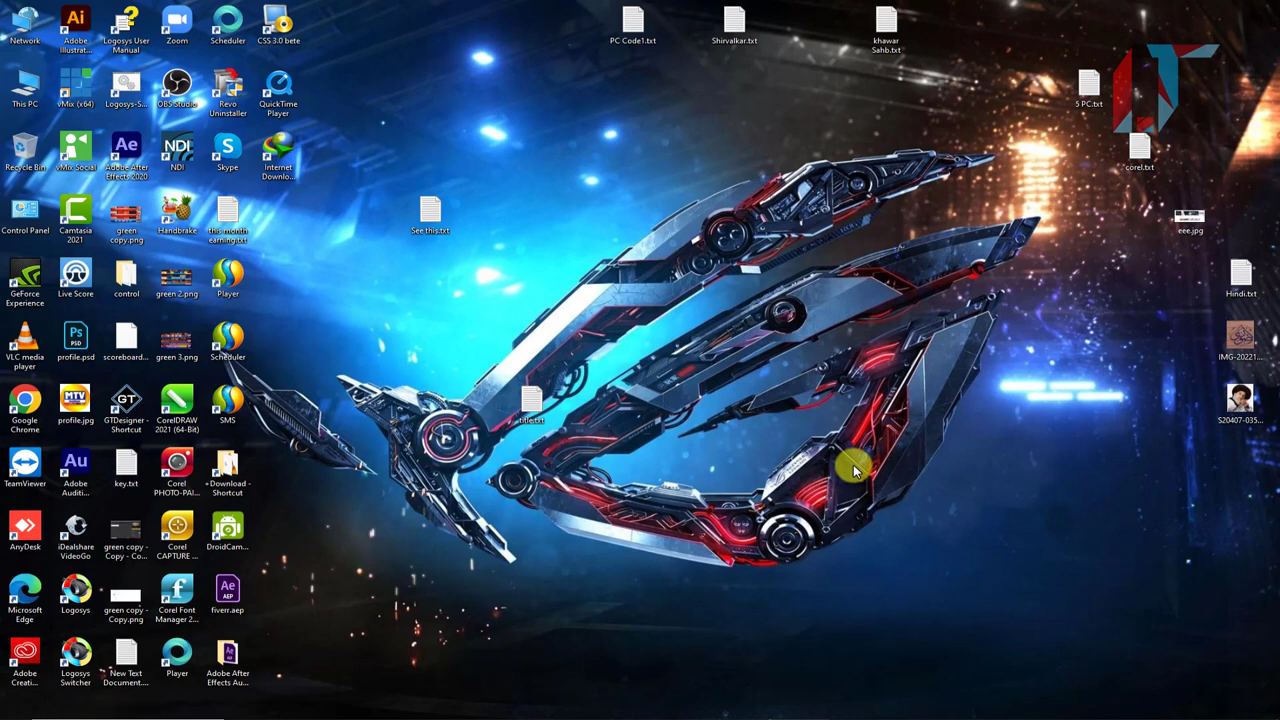 Network
Adobe
Illustrat...
Logosys User
Manual
Zoom
Scheduler
CSS 3.0 bete
PC Code1.txt
Shirvalkar.txt
khawar
Sahb.txt
This PC
vMix (x64)
Logosys-S...
OBS Studio
Revo
Uninstaller
QuickTime
Player
5 PC.txt
Recycle Bin
vMix Social
Adobe After
Effects 2020
NDI
Skype
Internet
Downlo...
corel.txt
Control Panel
Camtasia
2021
green
copy.png
Handbrake
this month
earning.txt
See this.txt
eee.jpg
GeForce
Experience
Live Score
control
green 2.png
Player
Hindi.txt
VLC media
player
profile.psd
scoreboard...
green 3.png
Scheduler
IMG-20221...
Google
Chrome
profile.jpg
GTDesigner -
Shortcut
CorelDRAW
2021 (64-Bit)
SMS
title.txt
S20407-035...
TeamViewer
Adobe
Auditi...
key.txt
Corel
PHOTO-PAI...
+Download -
Shortcut
AnyDesk
iDealshare
VideoGo
green copy -
Copy - Co...
Corel
CAPTURE ...
DroidCam...
Microsoft
Edge
Logosys
green copy -
Copy.png
Corel Font
Manager 2...
fiverr.aep
Adobe
Creati...
Logosys
Switcher
New Text
Document....
Player
Adobe After
Effects Au...